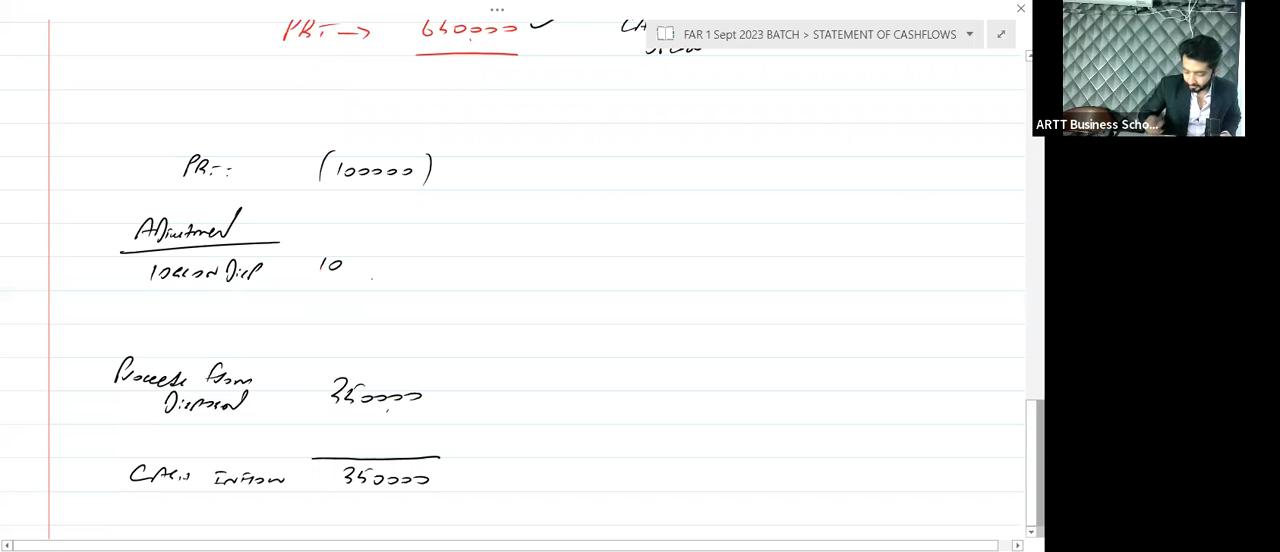 PBT → 650000 ✓
FAR 1 Sept 2023 BATCH > STATEMENT OF CASHFLOWS
ARTT Business Scho...
PBT (100000)
Adjustment
loss on Disp 10
from
Disposal 350000
CASH Inflow 350000